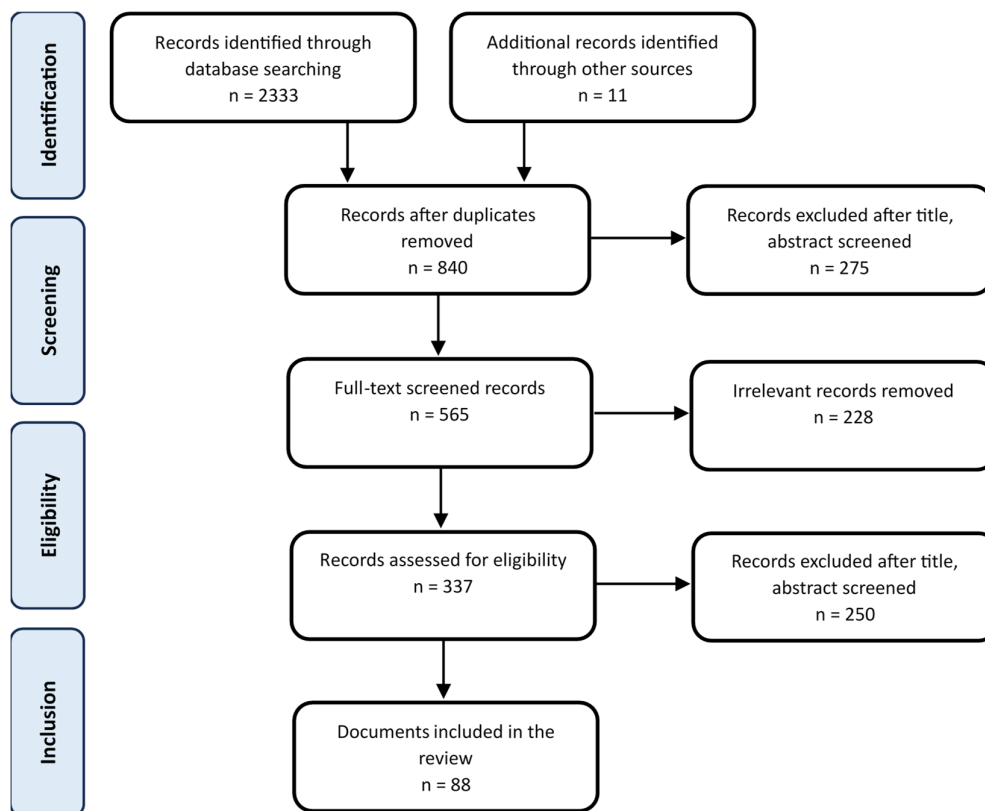 Identification
Records identified through
database searching
n = 2333
Additional records identified
through other sources
n = 11
Screening
Records after duplicates
removed
n = 840
Records excluded after title,
abstract screened
n = 275
Full-text screened records
n = 565
Irrelevant records removed
n = 228
Eligibility
Records assessed for eligibility
n = 337
Records excluded after title,
abstract screened
n = 250
Inclusion
Documents included in the
review
n = 88